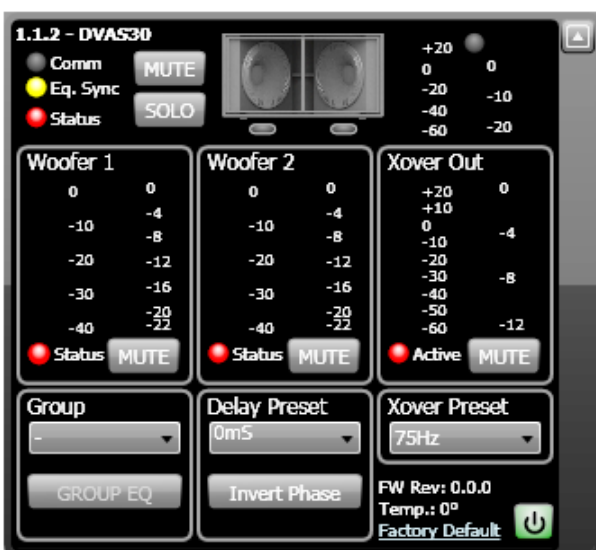 1.1.2 - DVAS30
Comm
MUTE
Eq. Sync
Status
SOLO
+20
0
-20
-40
-60
0
-10
-20
Woofer 1
0
-10
-20
-30
-40
0
-4
-8
-12
-16
-20
-22
Status
MUTE
Woofer 2
0
-10
-20
-30
-40
0
-4
-8
-12
-16
-20
-22
Status
MUTE
Xover Out
+20
+10
0
-10
-20
-30
-40
-50
-60
0
-4
-8
-12
Active
MUTE
Group
-
GROUP EQ
Delay Preset
0mS
Invert Phase
Xover Preset
75Hz
FW Rev: 0.0.0
Temp.: 0°
Factory Default